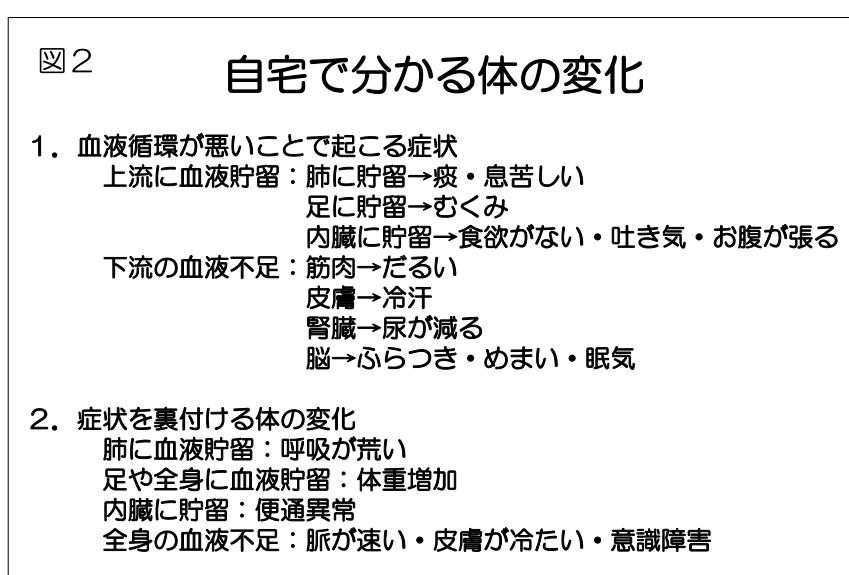 図2
自宅で分かる体の変化
1. 血液循環が悪いことで起こる症状
上流に血液貯留：肺に貯留→痰・息苦しい
足に貯留→むくみ
内臓に貯留→食欲がない・吐き気・お腹が張る
下流の血液不足：筋肉→だるい
皮膚→冷汗
腎臓→尿が減る
脳→ふらつき・めまい・眠気
2. 症状を裏付ける体の変化
肺に血液貯留：呼吸が荒い
足や全身に血液貯留：体重増加
内臓に貯留：便通異常
全身の血液不足：脈が速い・皮膚が冷たい・意識障害